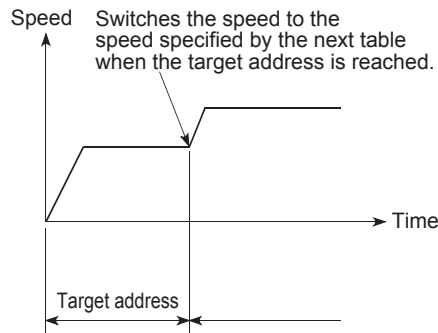 Speed
Switches the speed to the
speed specified by the next table
when the target address is reached.
Time
Target address